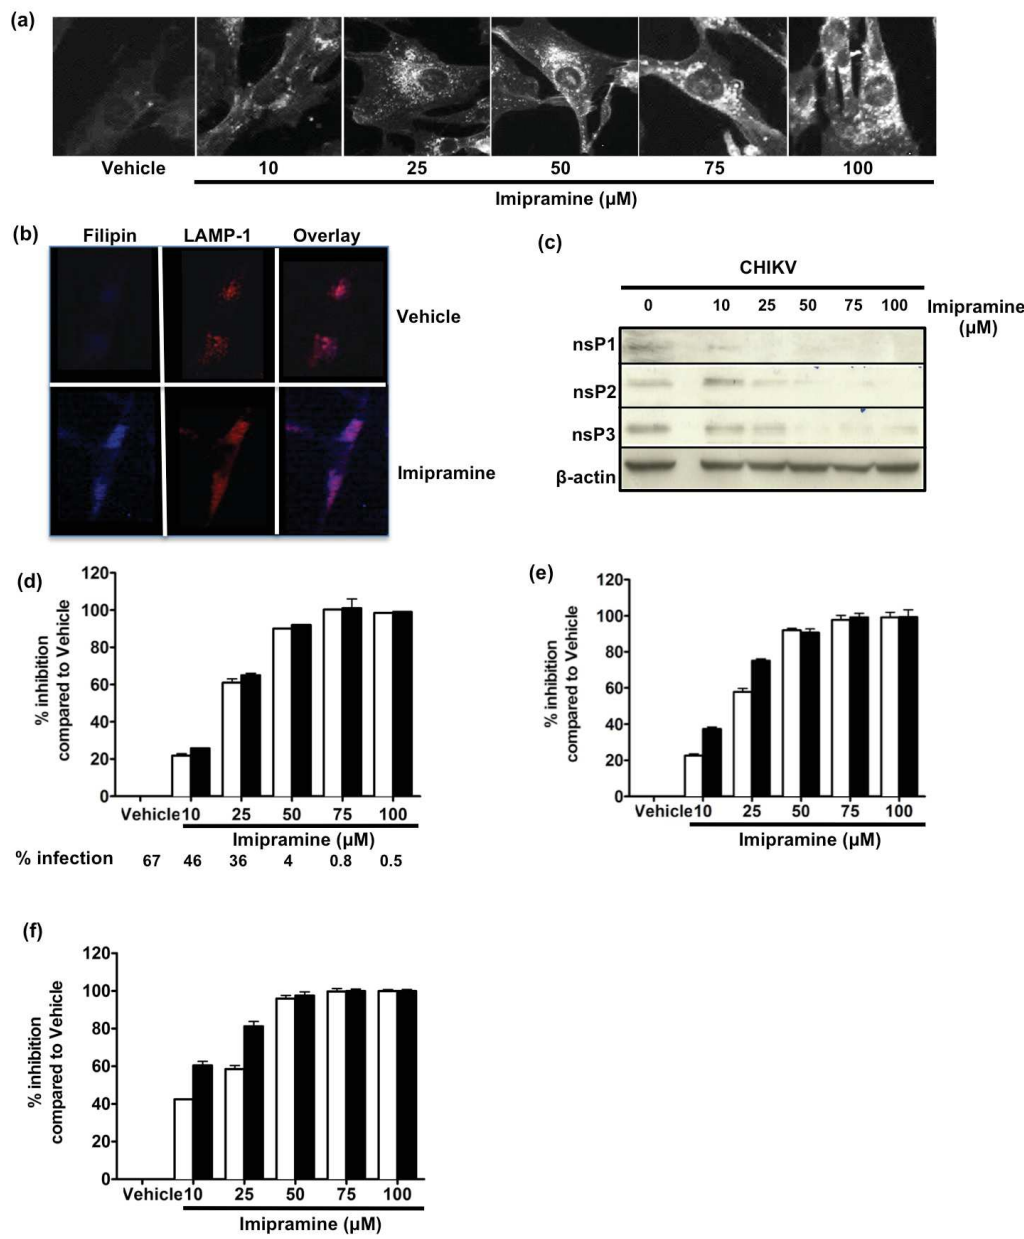 (a)
Vehicle 10 25 50 75 100
Imipramine (µM)
(b)
Filipin LAMP-1 Overlay
Vehicle
Imipramine
(c)
CHIKV
0 10 25 50 75 100 Imipramine
(µM)
nsP1
nsP2
nsP3
β-actin
(d)
% inhibition
compared to Vehicle
120
100
80
60
40
20
0
Vehicle 10 25 50 75 100
Imipramine (µM)
% infection 67 46 36 4 0.8 0.5
(e)
% inhibition
compared to Vehicle
120
100
80
60
40
20
0
Vehicle 10 25 50 75 100
Imipramine (µM)
(f)
% inhibition
compared to Vehicle
120
100
80
60
40
20
0
Vehicle 10 25 50 75 100
Imipramine (µM)